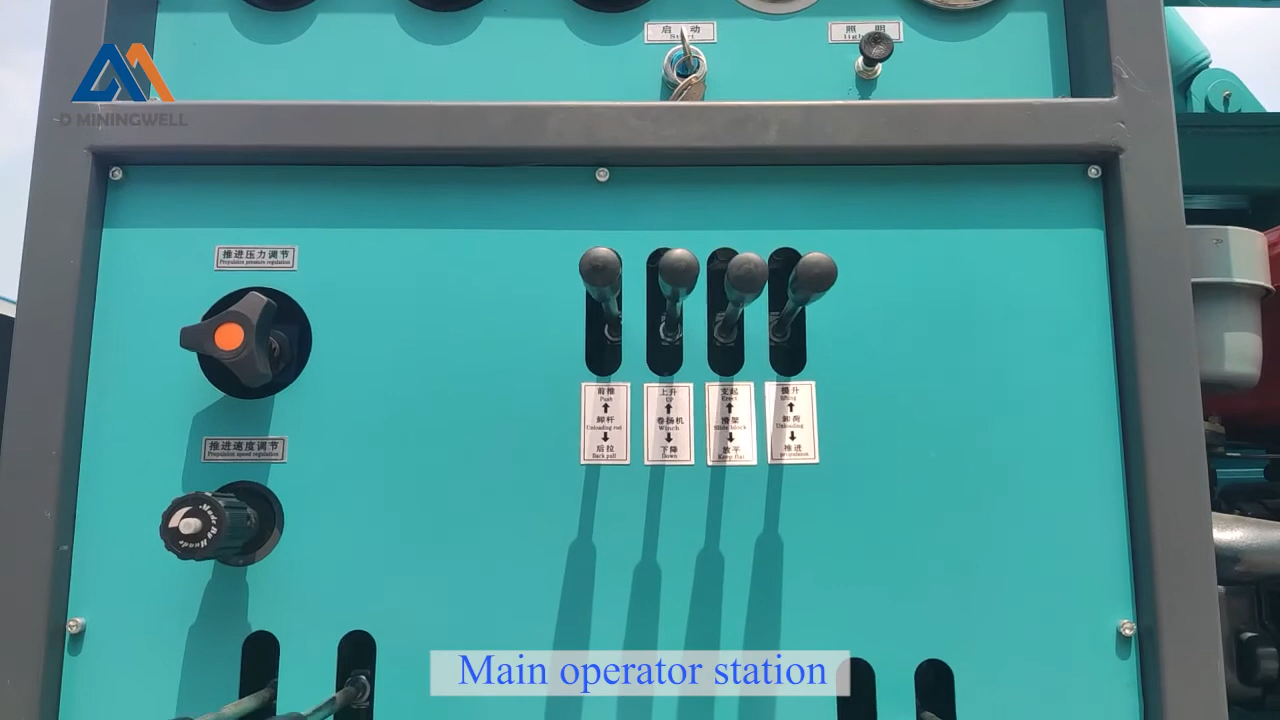 启动
Start
照明
light
D MININGWELL
推进压力调节
Propulsion pressure regulation
推进速度调节
Propulsion speed regulation
前推
Push
卸杆
Unloading rod
后拉
Back pull
上升
UP
卷扬机
Winch
下降
Down
支起
Erect
滑架
Slide block
放平
Keep flat
提升
lifting
卸荷
Unloading
推进
propulsion
Main operator station